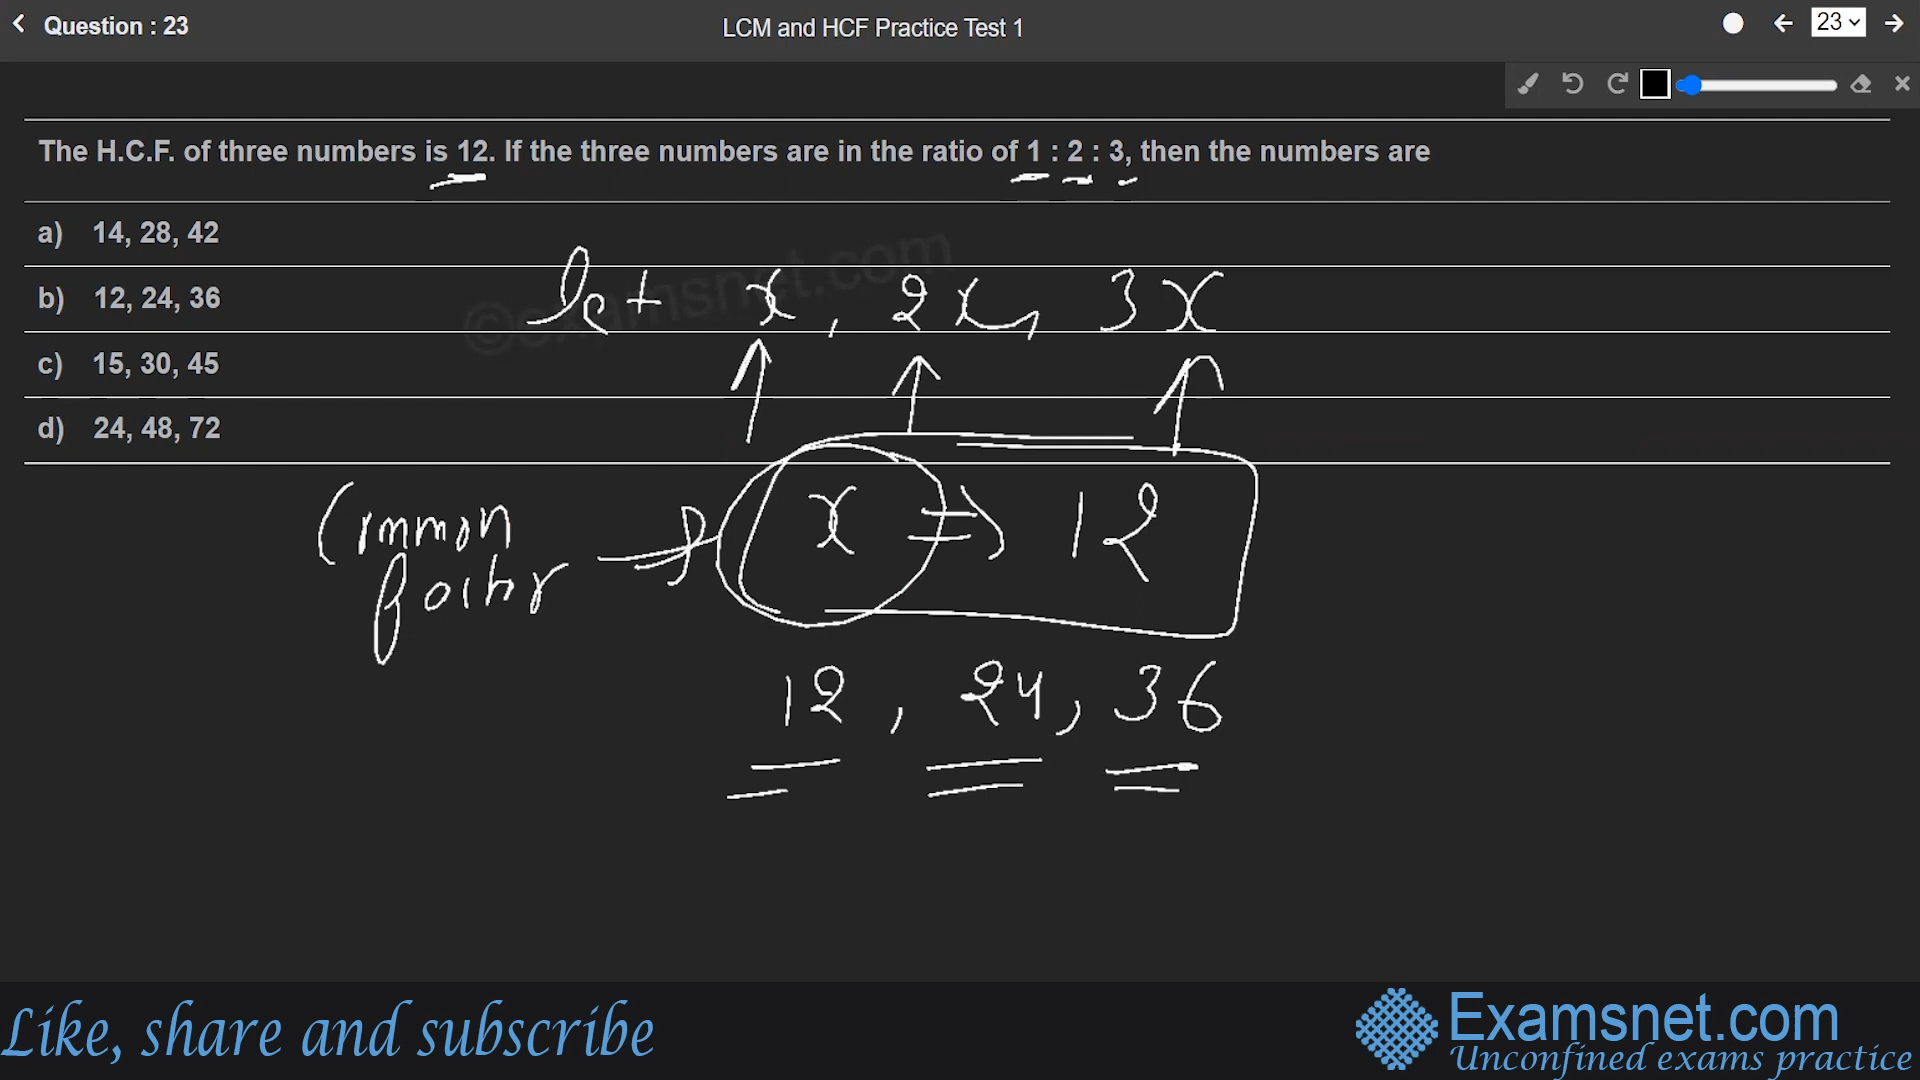 Question : 23
LCM and HCF Practice Test 1
23
The H.C.F. of three numbers is 12. If the three numbers are in the ratio of 1 : 2 : 3, then the numbers are
a) 14, 28, 42
b) 12, 24, 36
c) 15, 30, 45
d) 24, 48, 72
©examsnet.com
let x, 2x, 3x
Common
factor
x => 12
12, 24, 36
Like, share and subscribe
Examsnet.com
Unconfined exams practice